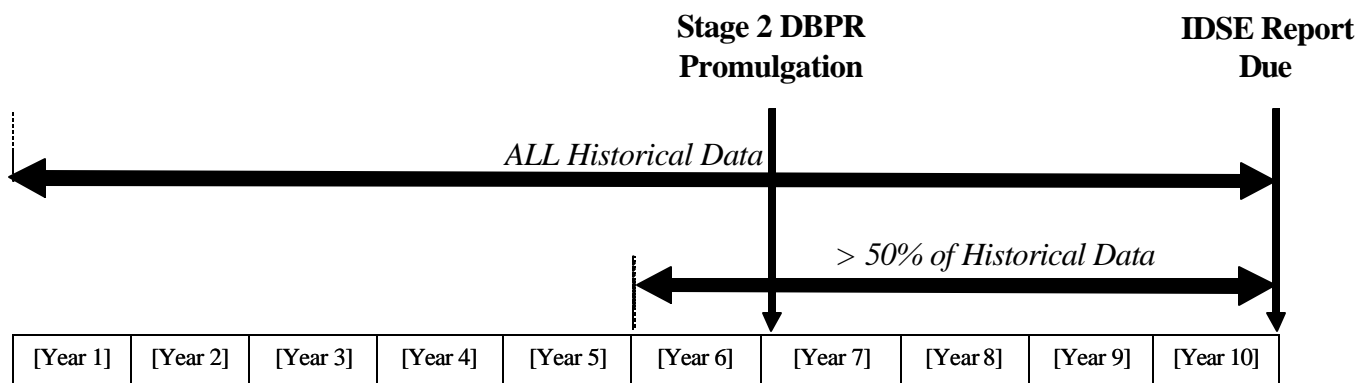 Stage 2 DBPR
Promulgation
IDSE Report
Due
ALL Historical Data
> 50% of Historical Data
[Year 1] [Year 2] [Year 3] [Year 4] [Year 5] [Year 6] [Year 7] [Year 8] [Year 9] [Year 10]